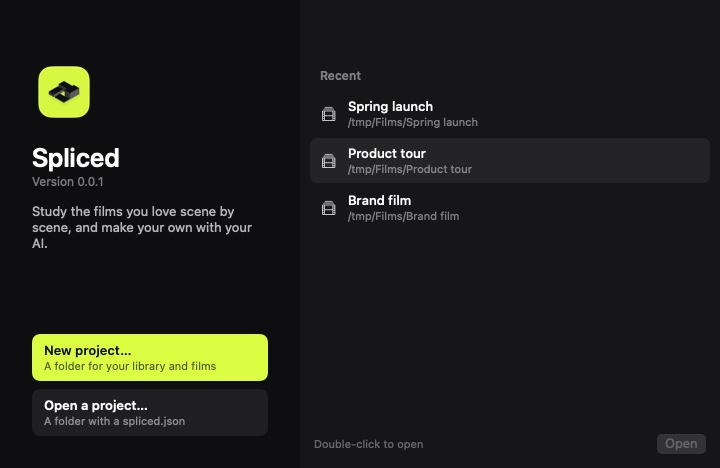 Spliced
Version 0.0.1
Study the films you love scene by
scene, and make your own with your
AI.
New project...
A folder for your library and films
Open a project...
A folder with a spliced.json
Recent
Spring launch
/tmp/Films/Spring launch
Product tour
/tmp/Films/Product tour
Brand film
/tmp/Films/Brand film
Double-click to open
Open